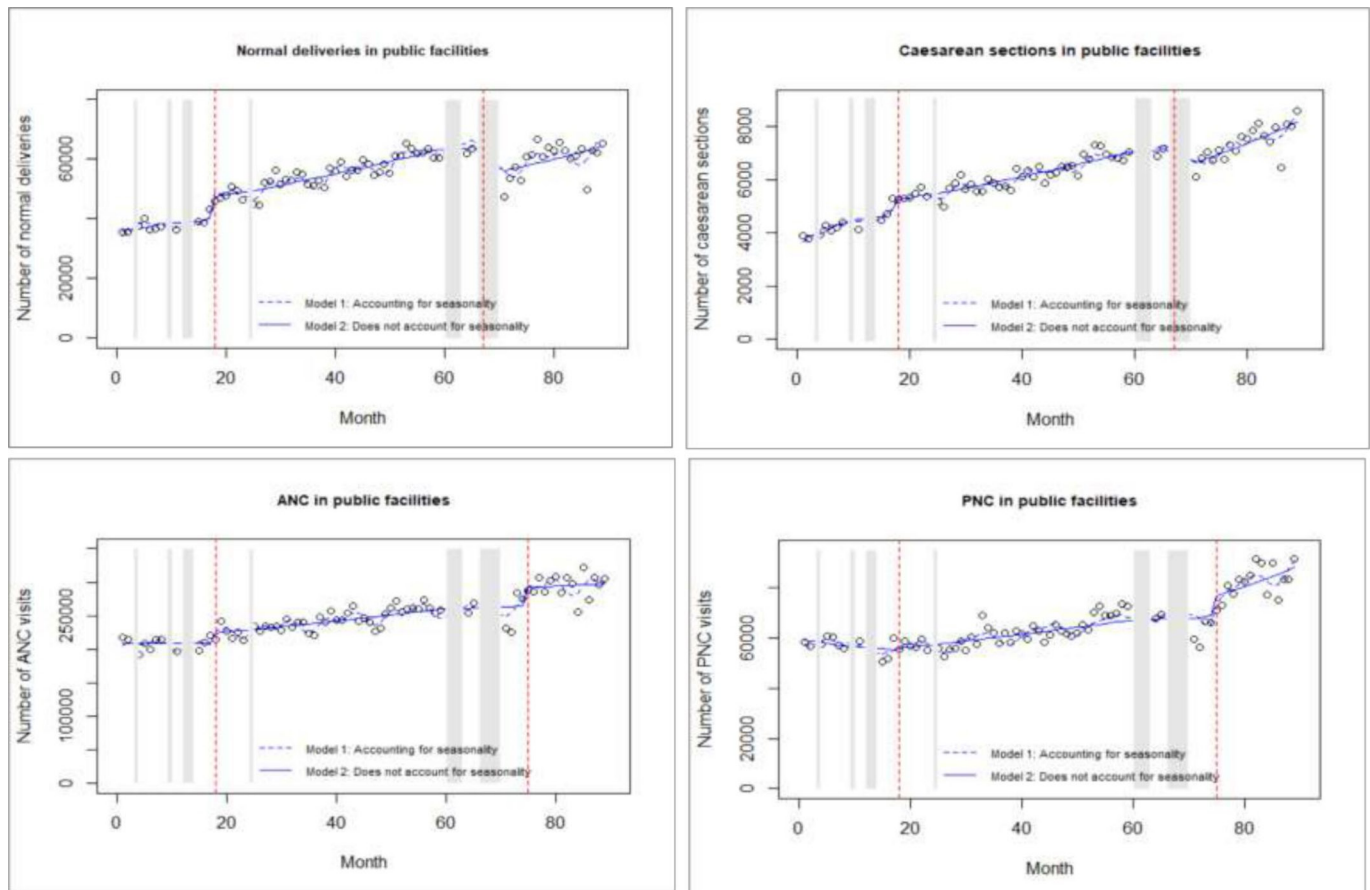 Normal deliveries in public facilities
Number of normal deliveries
0
20000
60000
Model 1: Accounting for seasonality
Model 2: Does not account for seasonality
0 20 40 60 80
Month
Caesarean sections in public facilities
Number of caesarean sections
0
2000
4000
6000
8000
Model 1: Accounting for seasonality
Model 2: Does not account for seasonality
0 20 40 60 80
Month
ANC in public facilities
Number of ANC visits
0
100000
250000
Model 1: Accounting for seasonality
Model 2: Does not account for seasonality
0 20 40 60 80
Month
PNC in public facilities
Number of PNC visits
0
20000
60000
Model 1: Accounting for seasonality
Model 2: Does not account for seasonality
0 20 40 60 80
Month